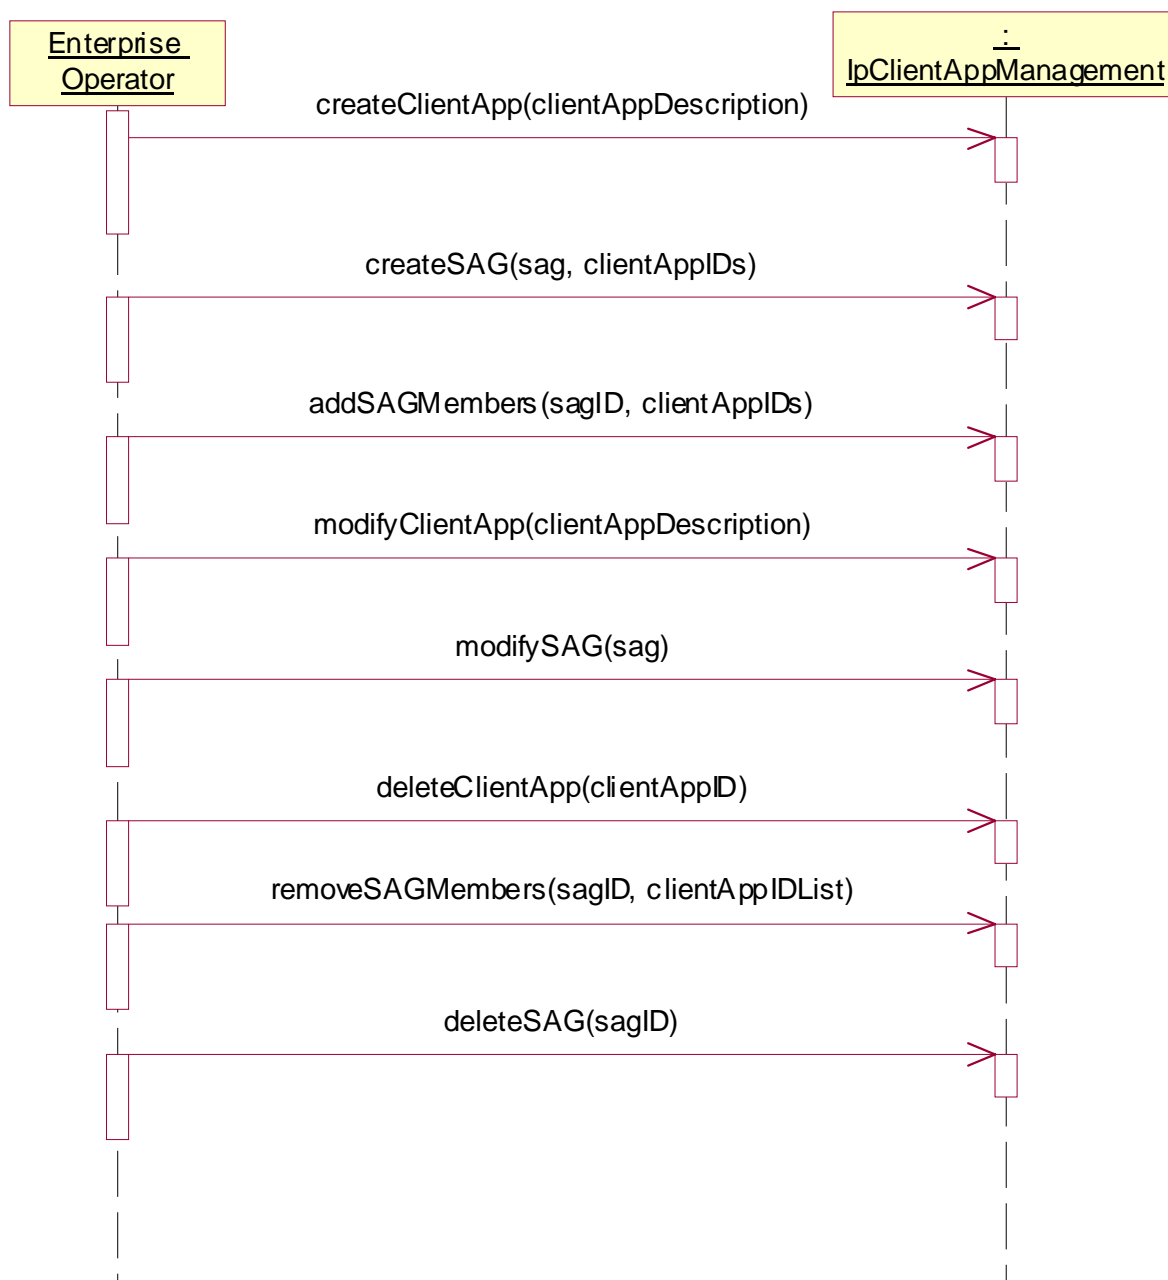 Enterprise
Operator
:
IpClientAppManagement
createClientApp(clientAppDescription)
createSAG(sag, clientAppIDs)
addSAGMembers(sagID, clientAppIDs)
modifyClientApp(clientAppDescription)
modifySAG(sag)
deleteClientApp(clientAppID)
removeSAGMembers(sagID, clientAppIDList)
deleteSAG(sagID)